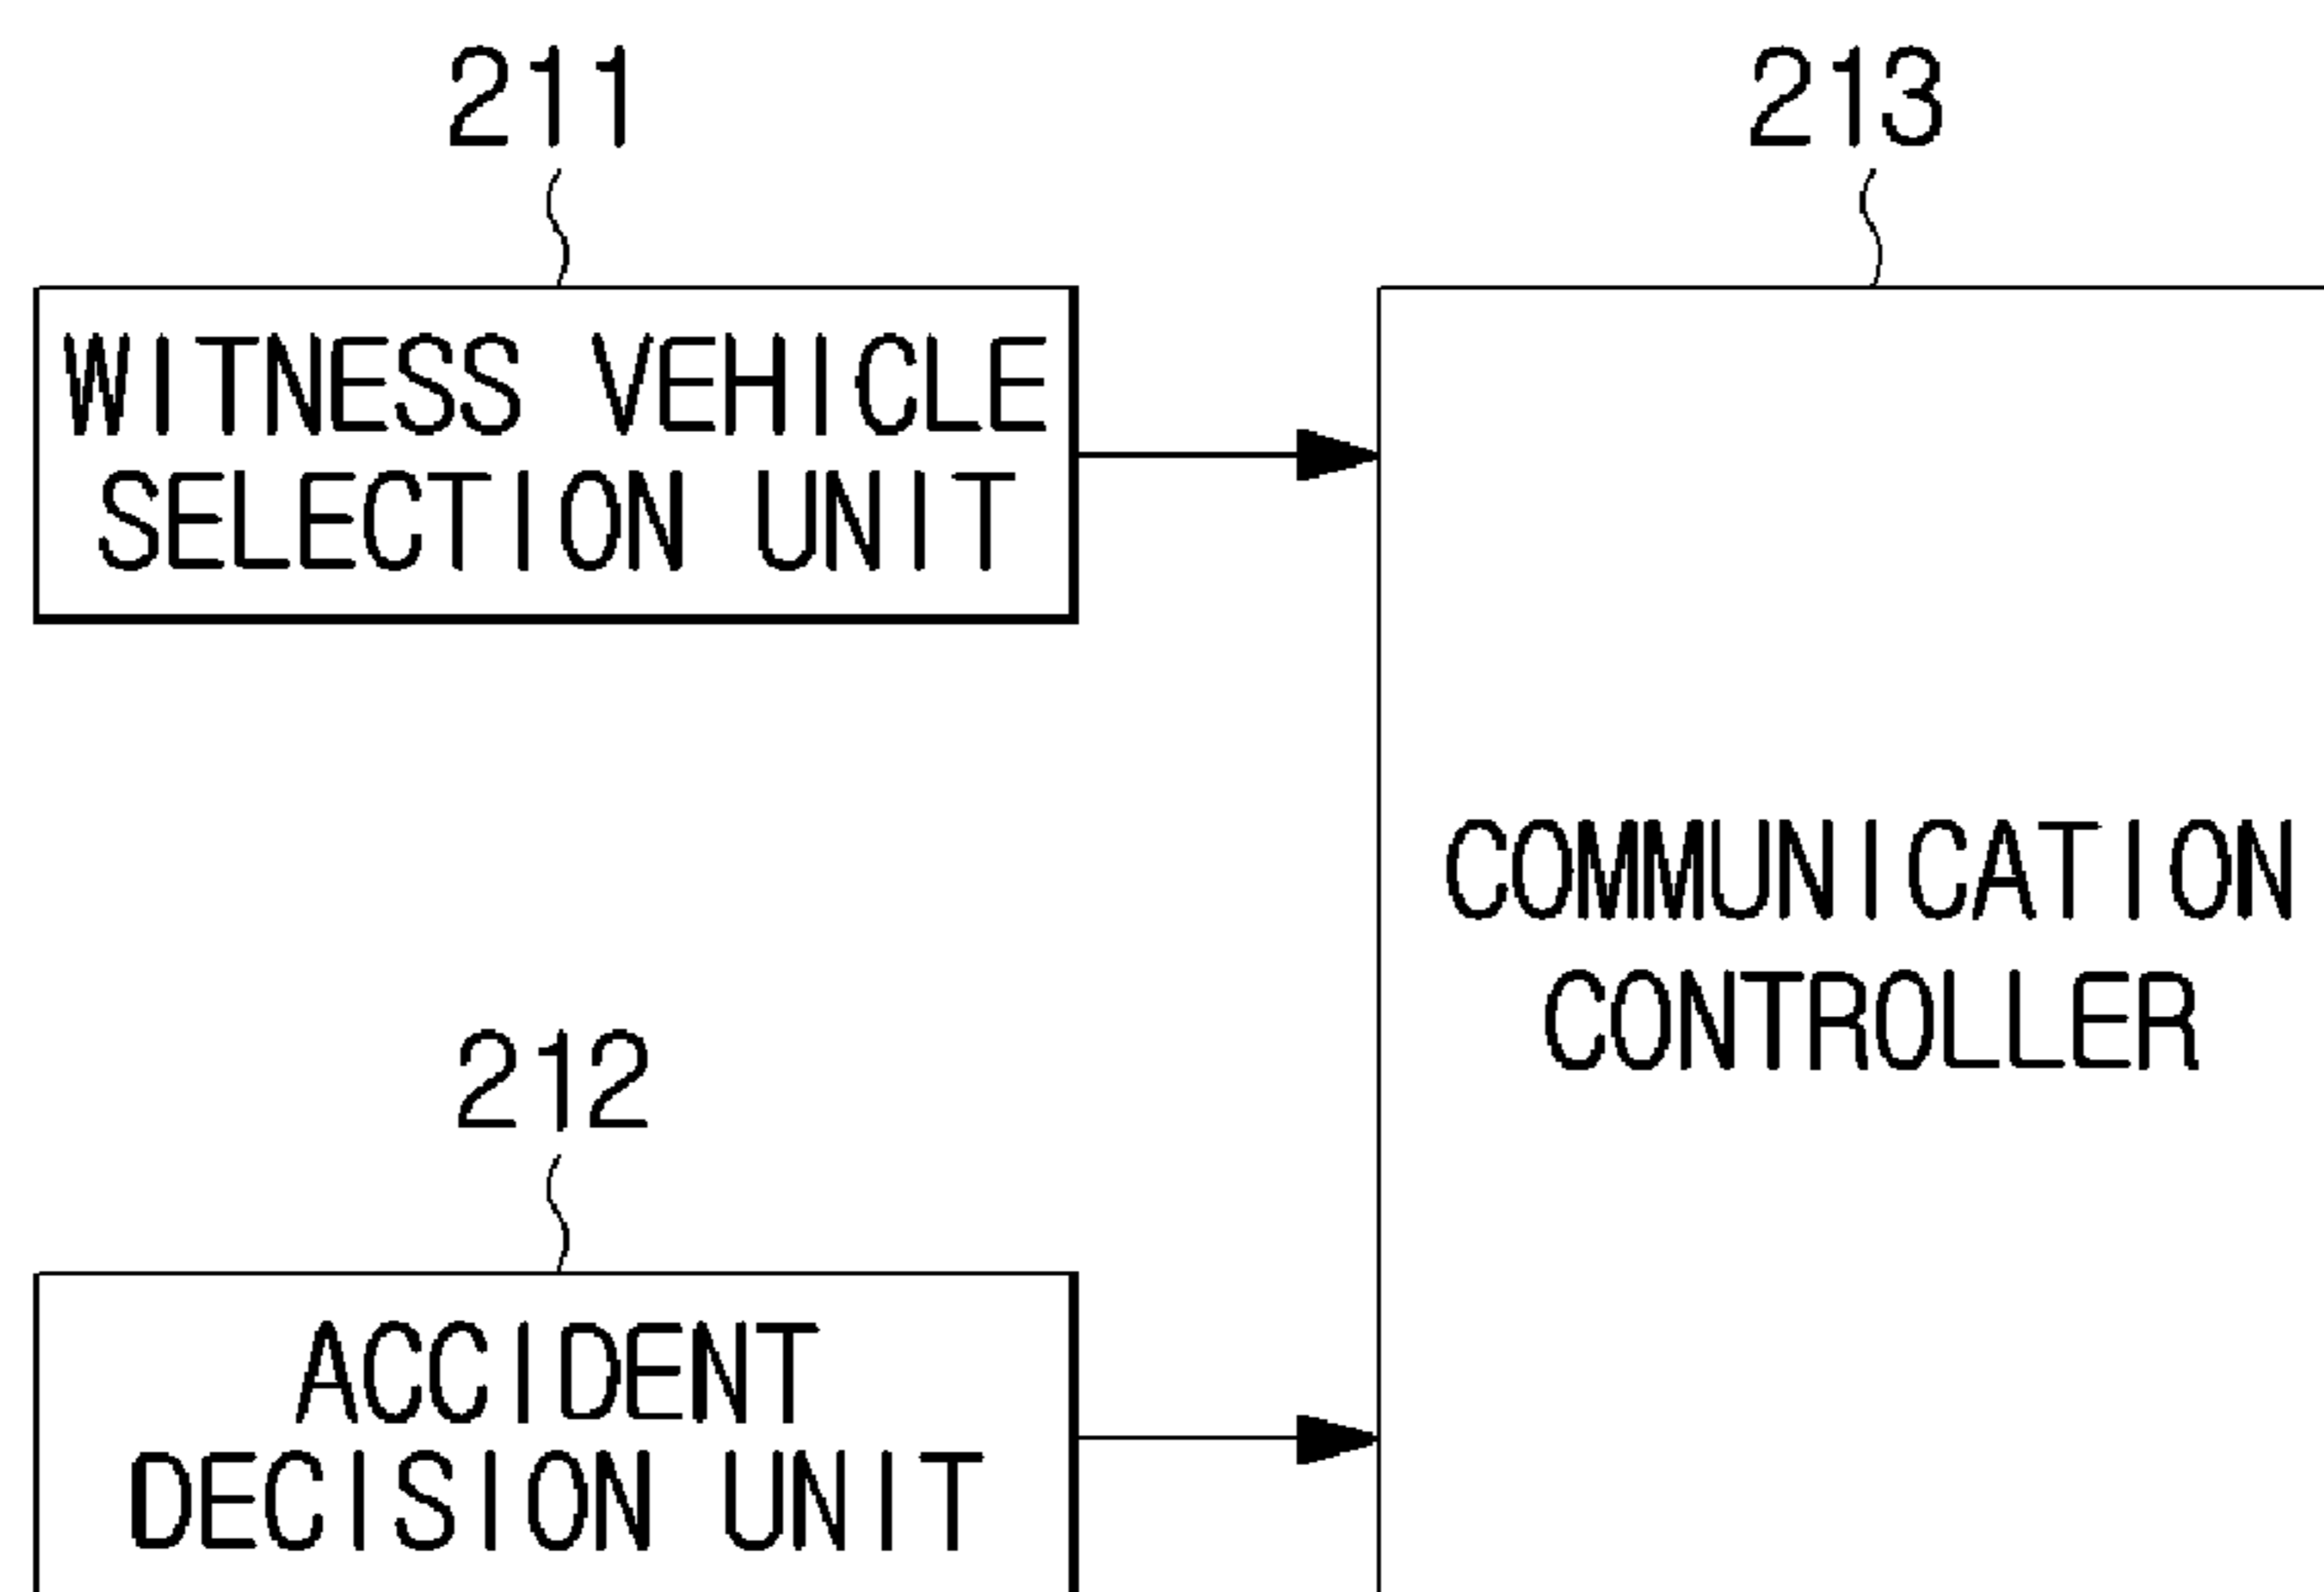 211
WITNESS VEHICLE
SELECTION UNIT
213
COMMUNICATION
CONTROLLER
212
ACCIDENT
DECISION UNIT